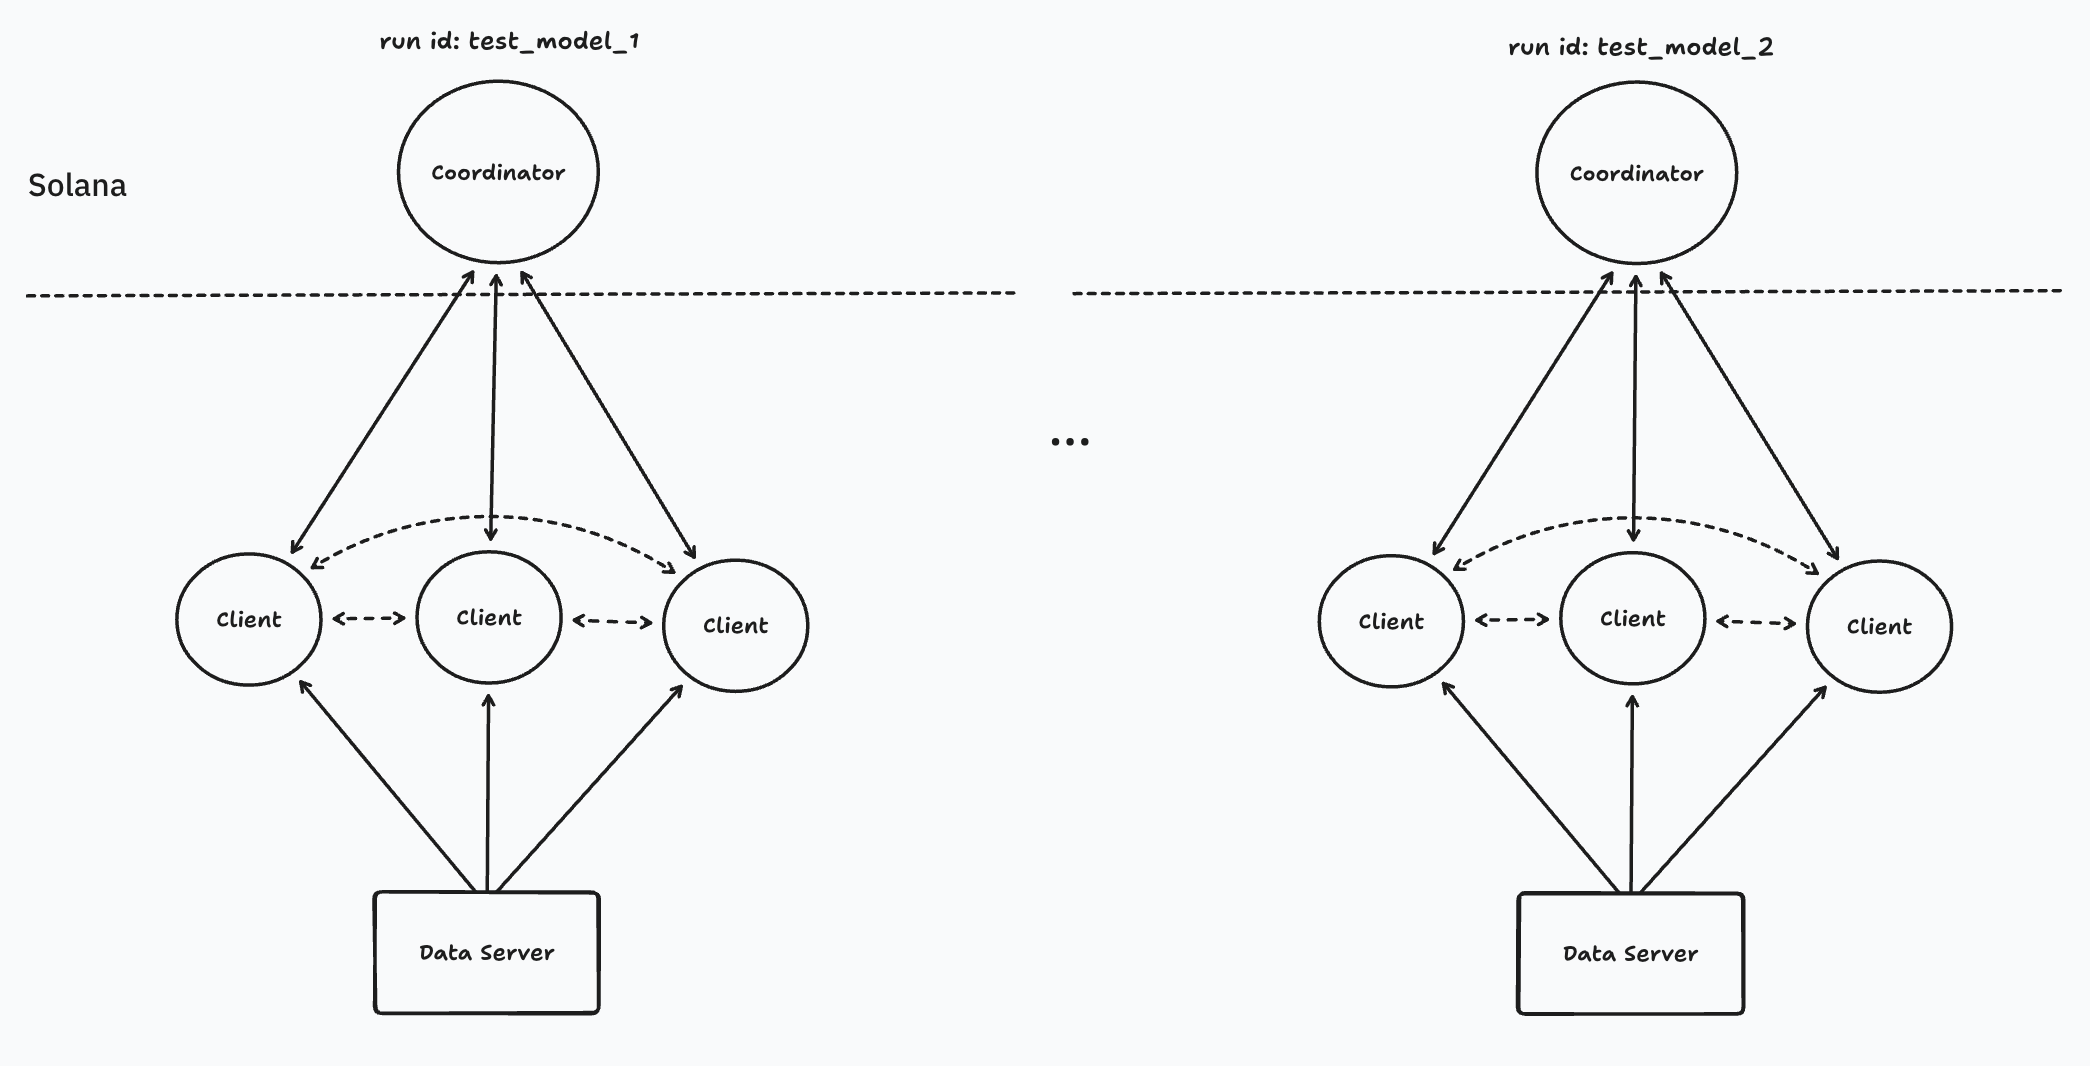 run id: test_model_1
Coordinator
Solana
Client
Client
Client
Data Server
...
run id: test_model_2
Coordinator
Client
Client
Client
Data Server